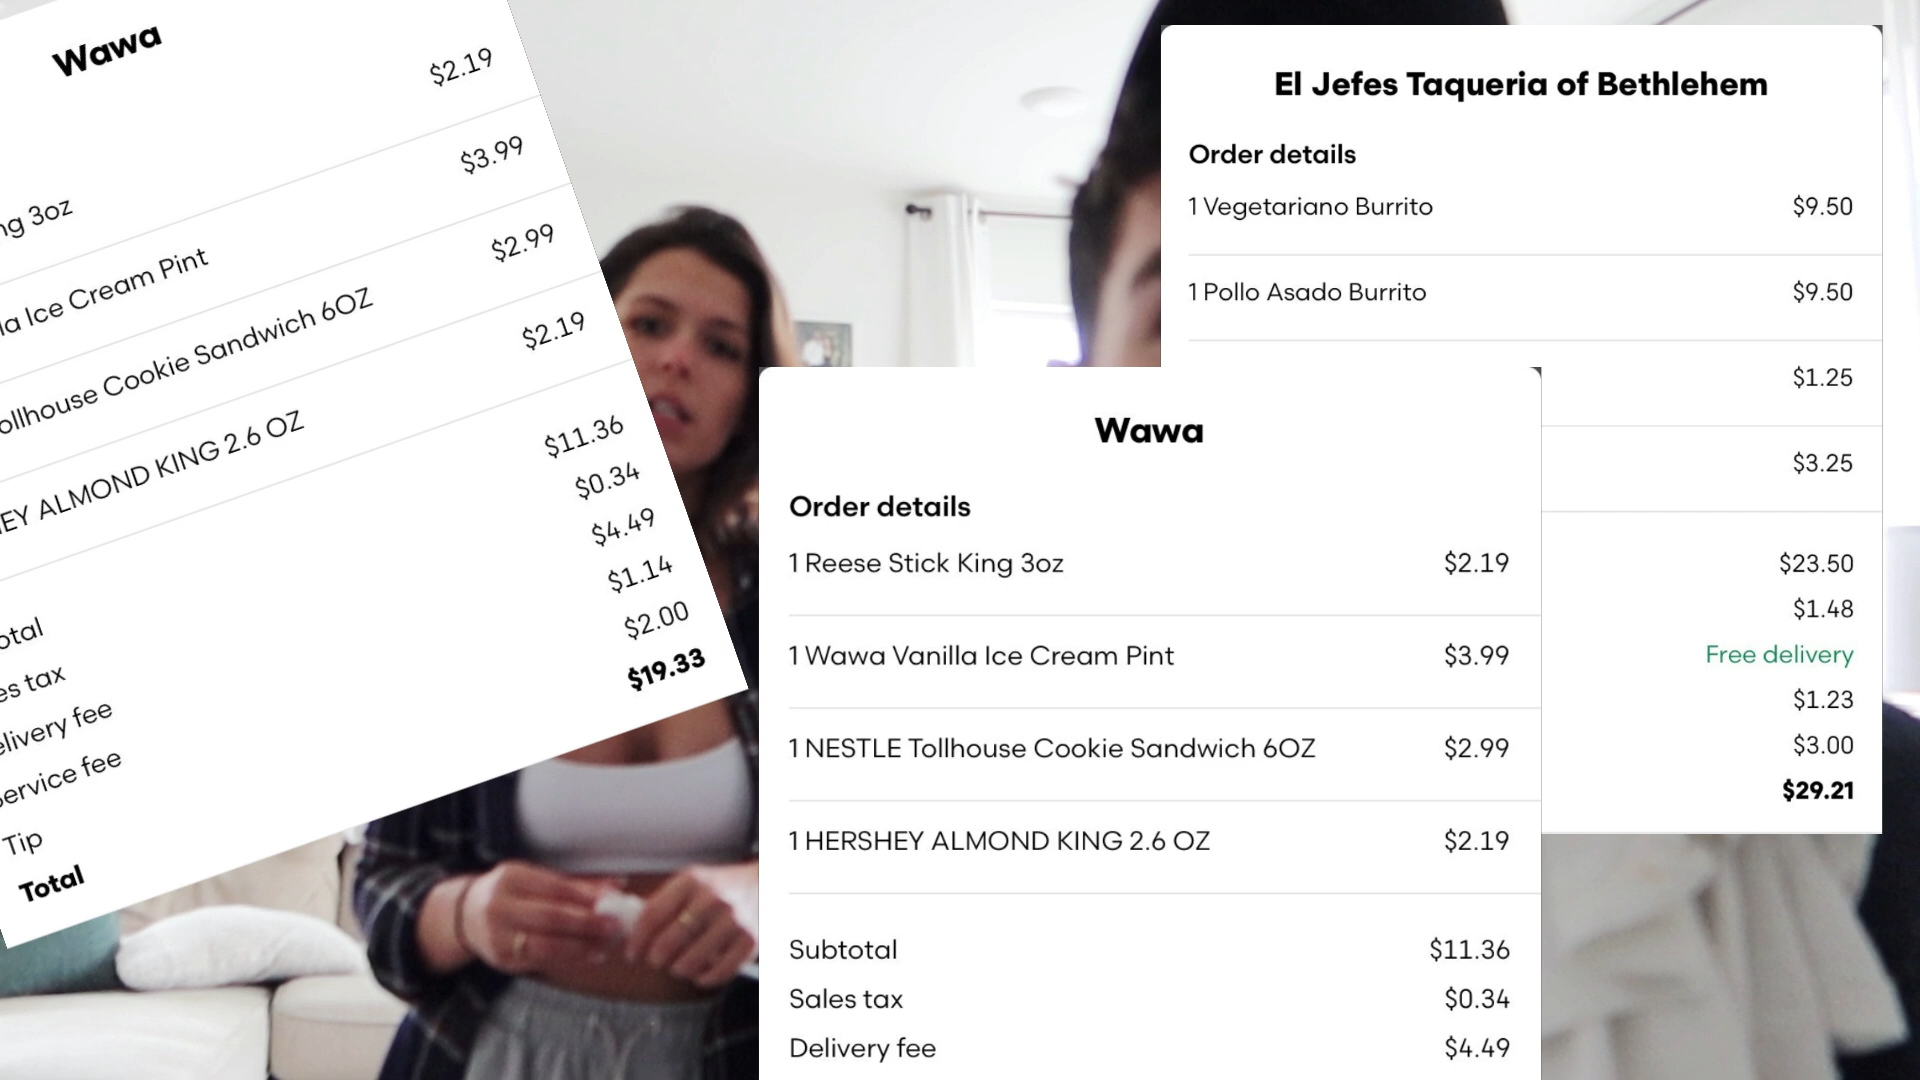 Wawa
$2.19
ng 3oz
$3.99
la Ice Cream Pint
$2.99
ollhouse Cookie Sandwich 6OZ
$2.19
EY ALMOND KING 2.6 OZ
otal $11.36
es tax $0.34
elivery fee $4.49
ervice fee $1.14
Tip $2.00
Total $19.33
El Jefes Taqueria of Bethlehem
Order details
1 Vegetariano Burrito $9.50
1 Pollo Asado Burrito $9.50
$1.25
$3.25
$23.50
$1.48
Free delivery
$1.23
$3.00
$29.21
Wawa
Order details
1 Reese Stick King 3oz $2.19
1 Wawa Vanilla Ice Cream Pint $3.99
1 NESTLE Tollhouse Cookie Sandwich 6OZ $2.99
1 HERSHEY ALMOND KING 2.6 OZ $2.19
Subtotal $11.36
Sales tax $0.34
Delivery fee $4.49